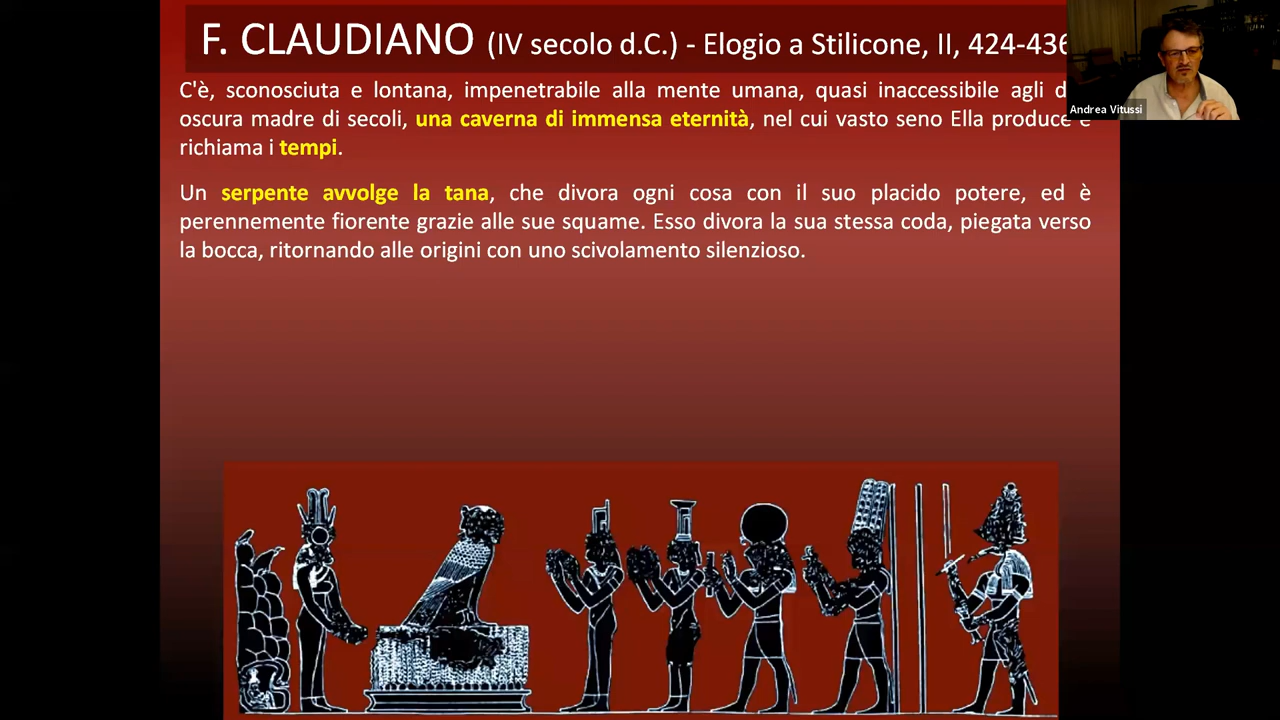 F. CLAUDIANO (IV secolo d.C.) - Elogio a Stilicone, II, 424-436
Andrea Vitussi
C'è, sconosciuta e lontana, impenetrabile alla mente umana, quasi inaccessibile agli
oscura madre di secoli, una caverna di immensa eternità, nel cui vasto seno Ella produce e
richiama i tempi.
Un serpente avvolge la tana, che divora ogni cosa con il suo placido potere, ed è
perennemente fiorente grazie alle sue squame. Esso divora la sua stessa coda, piegata verso
la bocca, ritornando alle origini con uno scivolamento silenzioso.